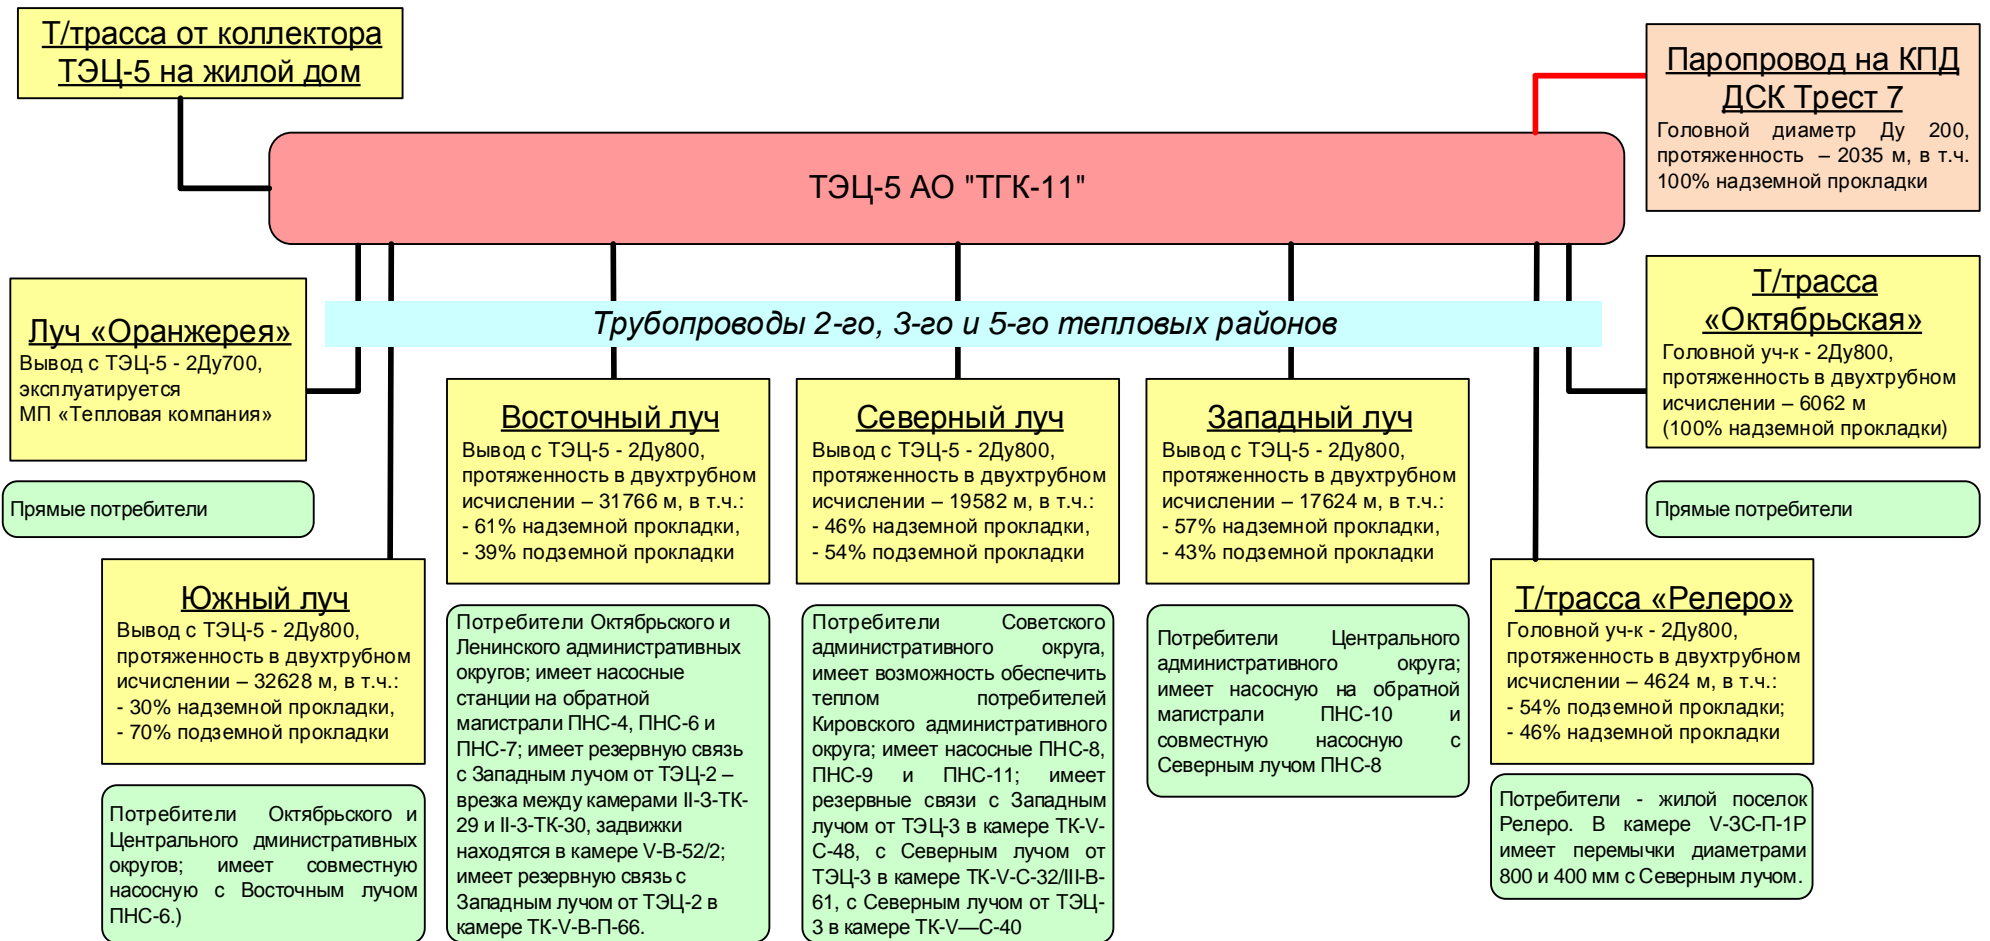 Т/трасса от коллектора
ТЭЦ-5 на жилой дом
Паропровод на КПД
ДСК Трест 7
Головной диаметр Ду 200,
протяженность – 2035 м, в т.ч.
100% надземной прокладки
ТЭЦ-5 АО "ТГК-11"
Трубопроводы 2-го, 3-го и 5-го тепловых районов
Луч «Оранжерея»
Вывод с ТЭЦ-5 - 2Ду700,
эксплуатируется
МП «Тепловая компания»
Прямые потребители
Южный луч
Вывод с ТЭЦ-5 - 2Ду800,
протяженность в двухтрубном
исчислении – 32628 м, в т.ч.:
- 30% надземной прокладки,
- 70% подземной прокладки
Потребители Октябрьского и
Центрального дминистративных
округов; имеет совместную
насосную с Восточным лучом
ПНС-6.)
Восточный луч
Вывод с ТЭЦ-5 - 2Ду800,
протяженность в двухтрубном
исчислении – 31766 м, в т.ч.:
- 61% надземной прокладки,
- 39% подземной прокладки
Потребители Октябрьского и
Ленинского административных
округов; имеет насосные
станции на обратной
магистрали ПНС-4, ПНС-6 и
ПНС-7; имеет резервную связь
с Западным лучом от ТЭЦ-2 –
врезка между камерами II-З-ТК-
29 и II-З-ТК-30, задвижки
находятся в камере V-В-52/2;
имеет резервную связь с
Западным лучом от ТЭЦ-2 в
камере ТК-V-В-П-66.
Северный луч
Вывод с ТЭЦ-5 - 2Ду800,
протяженность в двухтрубном
исчислении – 19582 м, в т.ч.:
- 46% надземной прокладки,
- 54% подземной прокладки
Потребители Советского
административного округа,
имеет возможность обеспечить
теплом потребителей
Кировского административного
округа; имеет насосные ПНС-8,
ПНС-9 и ПНС-11; имеет
резервные связи с Западным
лучом от ТЭЦ-3 в камере ТК-V-
С-48, с Северным лучом от
ТЭЦ-3 в камере ТК-V-С-32/III-В-
61, с Северным лучом от ТЭЦ-
3 в камере ТК-V—С-40
Западный луч
Вывод с ТЭЦ-5 - 2Ду800,
протяженность в двухтрубном
исчислении – 17624 м, в т.ч.:
- 57% надземной прокладки,
- 43% подземной прокладки
Потребители Центрального
административного округа;
имеет насосную на обратной
магистрали ПНС-10 и
совместную насосную с
Северным лучом ПНС-8
Т/трасса
«Октябрьская»
Головной уч-к - 2Ду800,
протяженность в двухтрубном
исчислении – 6062 м
(100% надземной прокладки)
Прямые потребители
Т/трасса «Релеро»
Головной уч-к - 2Ду800,
протяженность в двухтрубном
исчислении – 4624 м, в т.ч.:
- 54% подземной прокладки;
- 46% надземной прокладки
Потребители - жилой поселок
Релеро. В камере V-3С-П-1Р
имеет перемычки диаметрами
800 и 400 мм с Северным лучом.